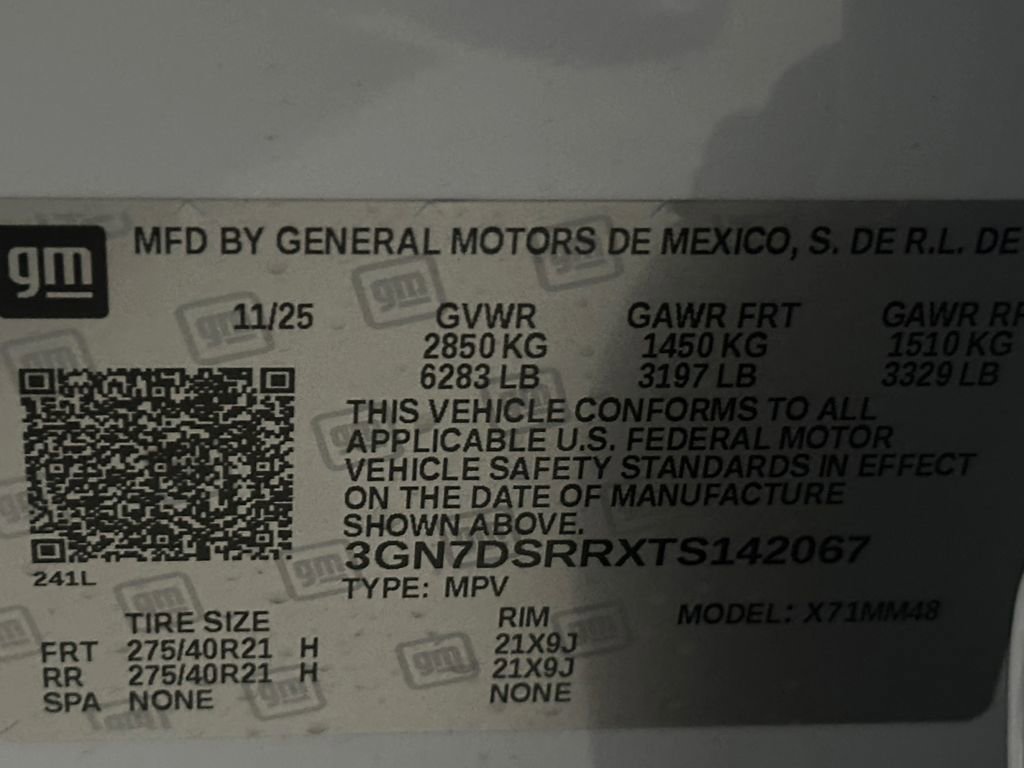 gm
MFD BY GENERAL MOTORS DE MEXICO, S. DE R.L. DE
11/25 GVWR GAWR FRT GAWR RR
2850 KG 1450 KG 1510 KG
6283 LB 3197 LB 3329 LB
THIS VEHICLE CONFORMS TO ALL
APPLICABLE U.S. FEDERAL MOTOR
VEHICLE SAFETY STANDARDS IN EFFECT
ON THE DATE OF MANUFACTURE
SHOWN ABOVE.
3GN7DSRRXTS142067
241L
TYPE: MPV
TIRE SIZE RIM MODEL: X71MM48
FRT 275/40R21 H 21X9J
RR 275/40R21 H 21X9J
SPA NONE NONE